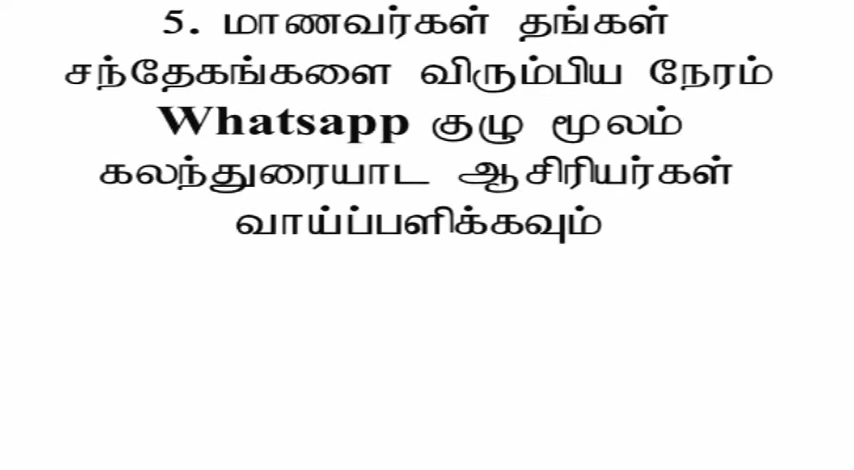 5. மாணவர்கள் தங்கள்
சந்தேகங்களை விரும்பிய நேரம்
Whatsapp குழு மூலம்
கலந்துரையாட ஆசிரியர்கள்
வாய்ப்பளிக்கவும்